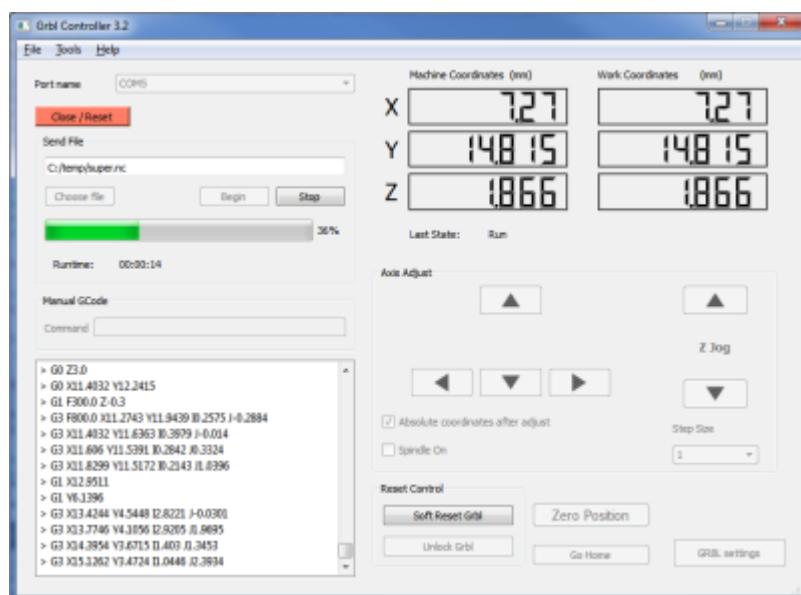 Grbl Controller 3.2
File Tools Help
Port name COM5
Close / Reset
Send File
C:/temp/super.nc
Choose file Begin Stop
36%
Runtime: 00:00:14
Manual GCode
Command
> G0 Z3.0
> G0 X11.4032 Y12.2415
> G1 F300.0 Z-0.3
> G3 F800.0 X11.2743 Y11.9439 I0.2575 J-0.2884
> G3 X11.4032 Y11.6363 I0.3979 J-0.014
> G3 X11.606 Y11.5391 I0.2842 J0.3324
> G3 X11.8299 Y11.5172 I0.2143 J1.0396
> G1 X12.9511
> G1 Y6.1396
> G3 X13.4244 Y4.5448 I2.8221 J-0.0301
> G3 X13.7746 Y4.1056 I2.9205 J1.9695
> G3 X14.3954 Y3.6715 I1.403 J1.3453
> G3 X15.1262 Y3.4724 I1.0446 J2.3934
Machine Coordinates (mm) Work Coordinates (mm)
X 7.27 7.27
Y 14.815 14.815
Z 1.866 1.866
Last State: Run
Axis Adjust
Z Jog
Absolute coordinates after adjust
Spindle On
Step Size
1
Reset Control
Soft Reset Grbl
Unlock Grbl
Zero Position
Go Home
GRBL settings